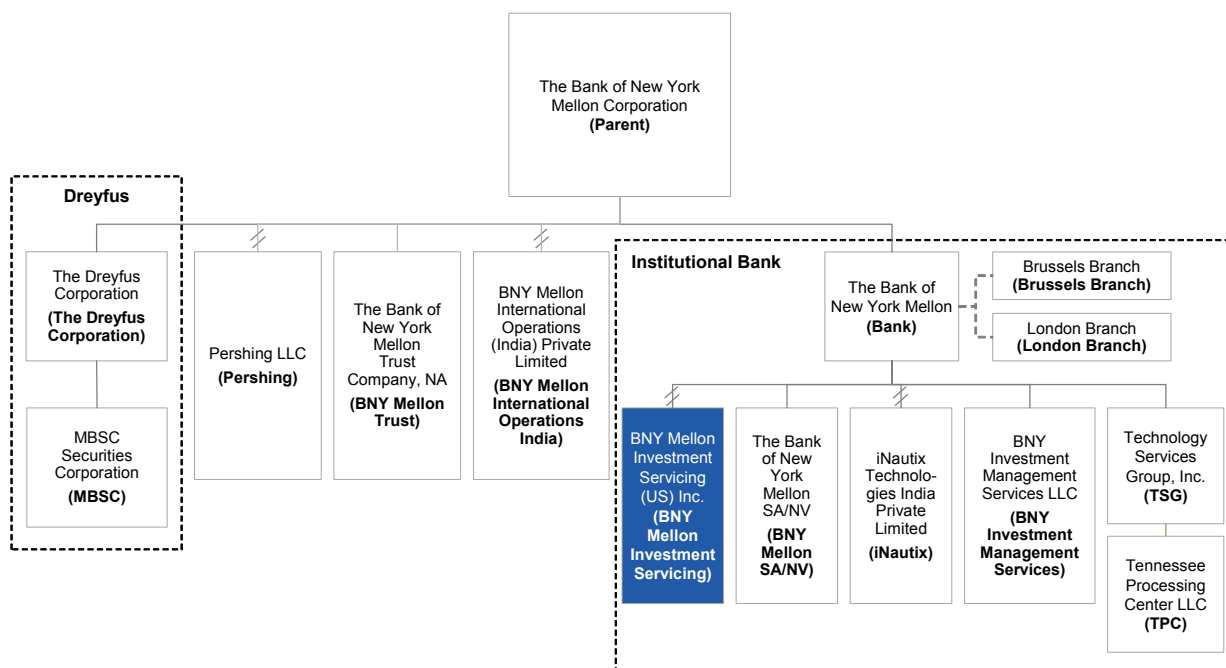 The Bank of New York
Mellon Corporation
(Parent)
Dreyfus
The Dreyfus
Corporation
(The Dreyfus
Corporation)
MBSC
Securities
Corporation
(MBSC)
Pershing LLC
(Pershing)
The Bank of
New York
Mellon
Trust
Company, NA
(BNY Mellon
Trust)
BNY Mellon
International
Operations
(India) Private
Limited
(BNY Mellon
International
Operations
India)
Institutional Bank
The Bank of
New York Mellon
(Bank)
Brussels Branch
(Brussels Branch)
London Branch
(London Branch)
BNY Mellon
Investment
Servicing
(US) Inc.
(BNY
Mellon
Investment
Servicing)
The Bank
of New
York
Mellon
SA/NV
(BNY
Mellon
SA/NV)
iNautix
Technolo-
gies India
Private
Limited
(iNautix)
BNY
Investment
Management
Services LLC
(BNY
Investment
Management
Services)
Technology
Services
Group, Inc.
(TSG)
Tennessee
Processing
Center LLC
(TPC)